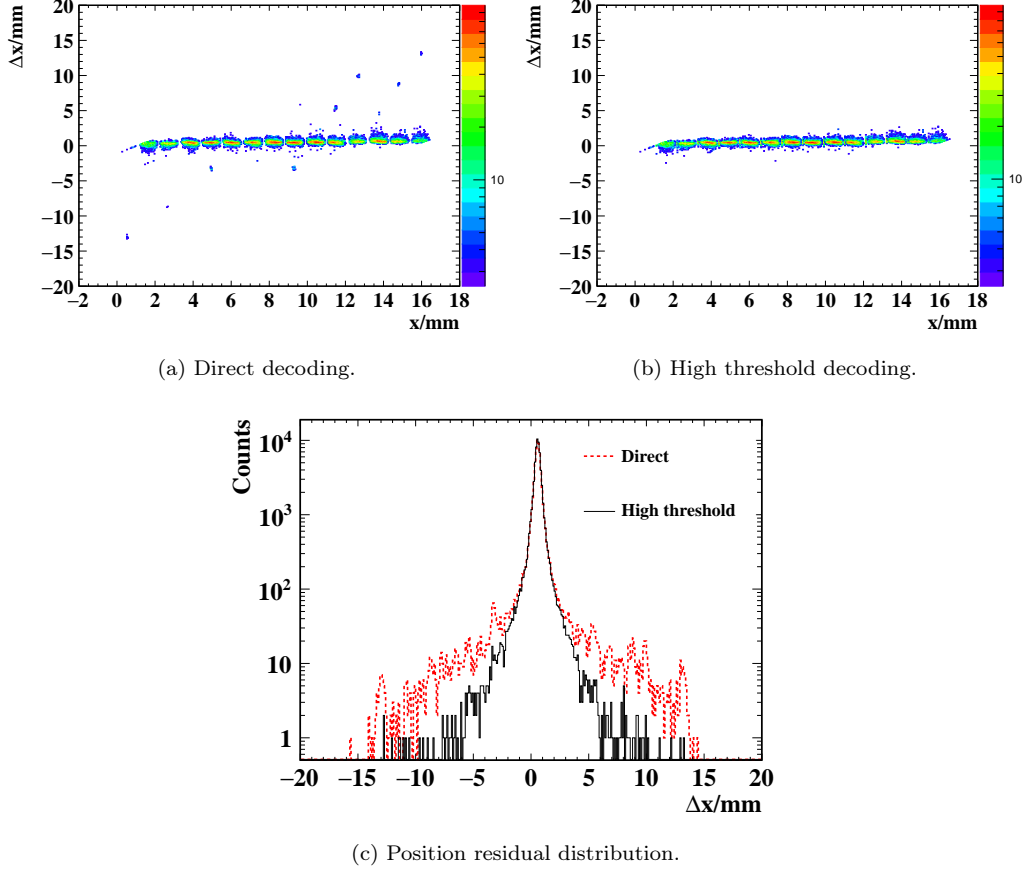 Δx/mm
20
15
10
5
0
−5
−10
−15
−20
−2 0 2 4 6 8 10 12 14 16 18
x/mm
10
(a) Direct decoding.
Δx/mm
20
15
10
5
0
−5
−10
−15
−20
−2 0 2 4 6 8 10 12 14 16 18
x/mm
10
(b) High threshold decoding.
Counts
10⁴
10³
10²
10
1
Direct
High threshold
−20 −15 −10 −5 0 5 10 15 20
Δx/mm
(c) Position residual distribution.